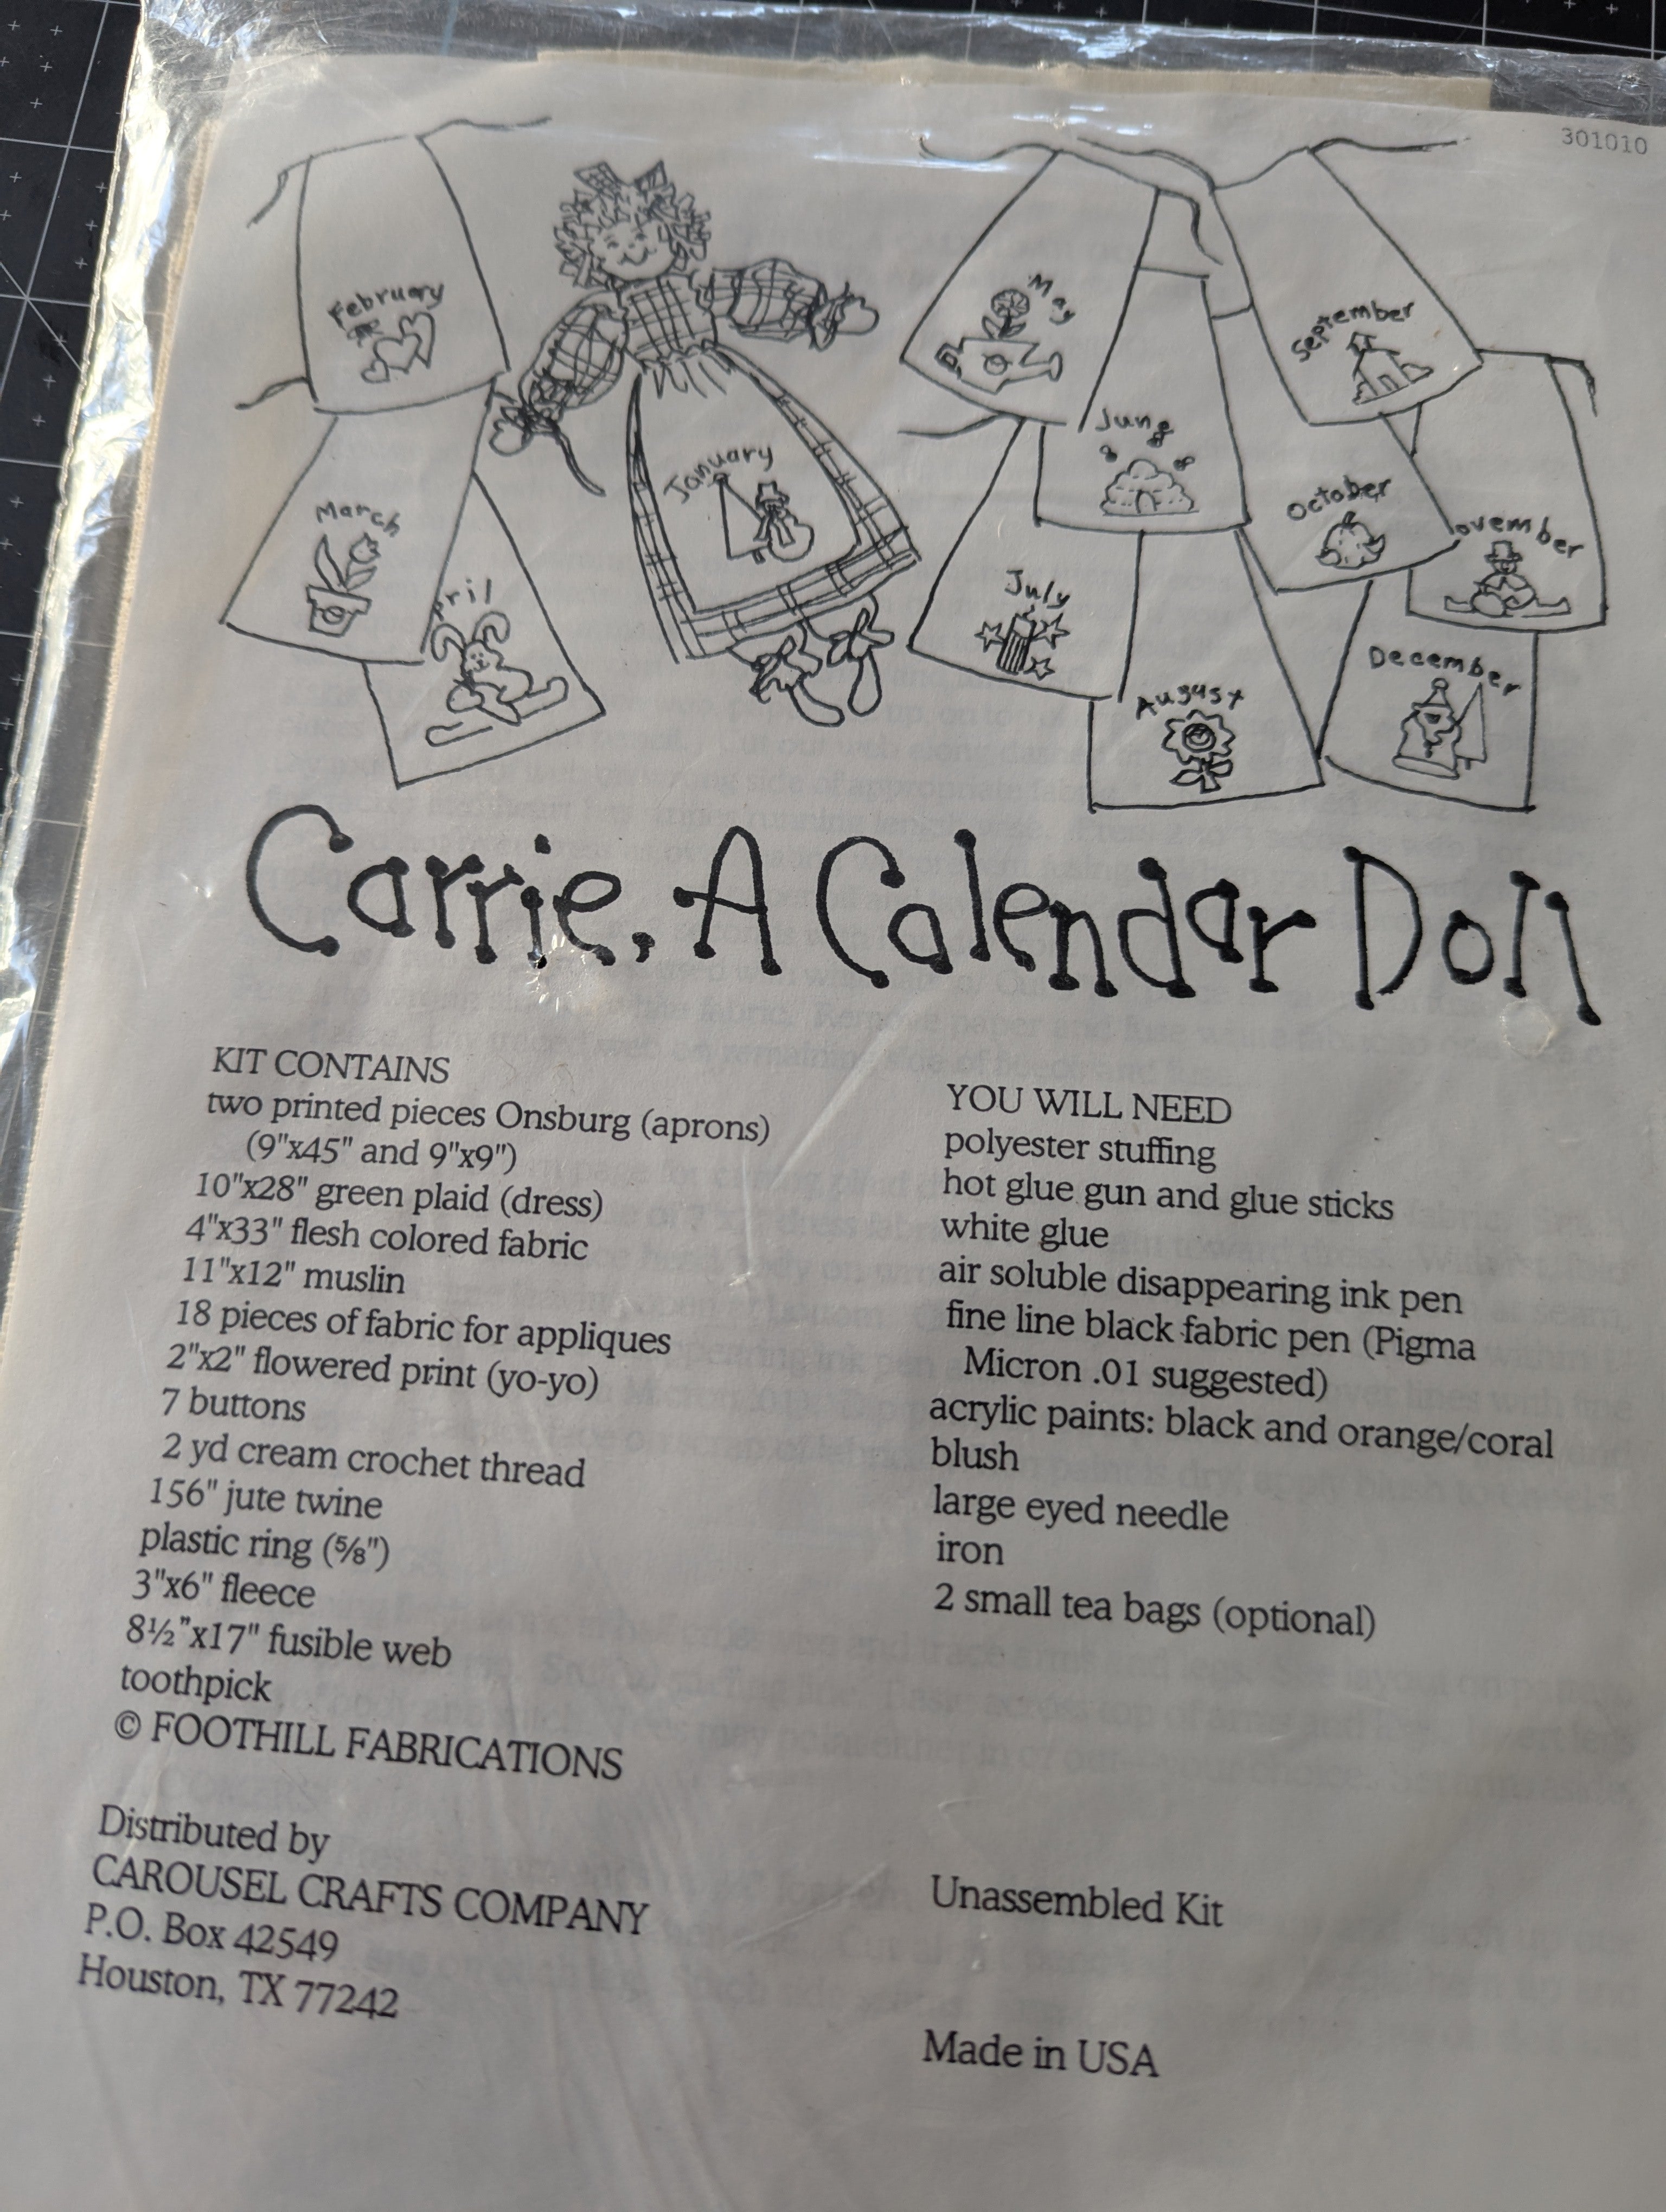 301010
February
May
September
January
June
March
October
ovember
July
ril
December
August
Carrie, A Calendar Doll
KIT CONTAINS
two printed pieces Onsburg (aprons)
(9"x45" and 9"x9")
10"x28" green plaid (dress)
4"x33" flesh colored fabric
11"x12" muslin
18 pieces of fabric for appliques
2"x2" flowered print (yo-yo)
7 buttons
2 yd cream crochet thread
156" jute twine
plastic ring (⅝")
3"x6" fleece
8½"x17" fusible web
toothpick
© FOOTHILL FABRICATIONS
Distributed by
CAROUSEL CRAFTS COMPANY
P.O. Box 42549
Houston, TX 77242
YOU WILL NEED
polyester stuffing
hot glue gun and glue sticks
white glue
air soluble disappearing ink pen
fine line black fabric pen (Pigma
Micron .01 suggested)
acrylic paints: black and orange/coral
blush
large eyed needle
iron
2 small tea bags (optional)
Unassembled Kit
Made in USA